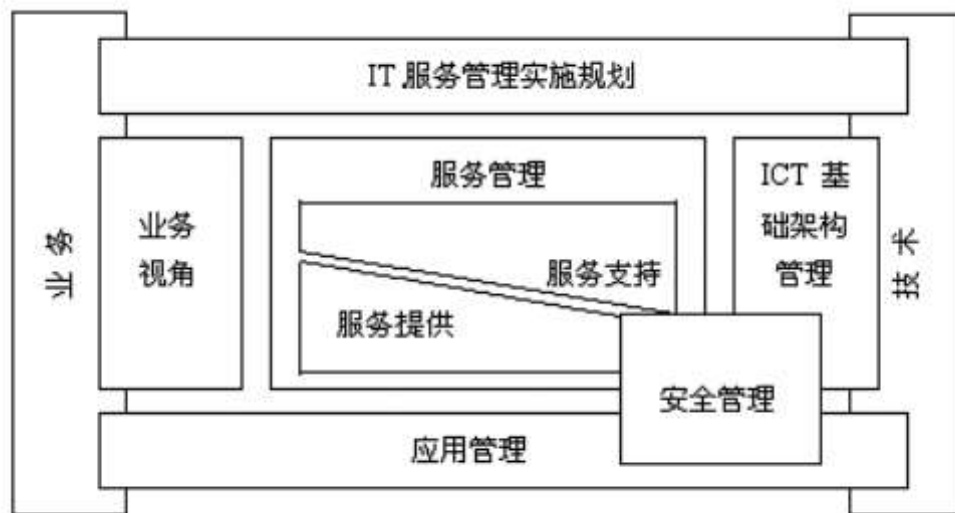 IT服务管理实施规划
业务
业务
视角
服务管理
服务支持
服务提供
ICT 基
础架构
管理
技术
安全管理
应用管理